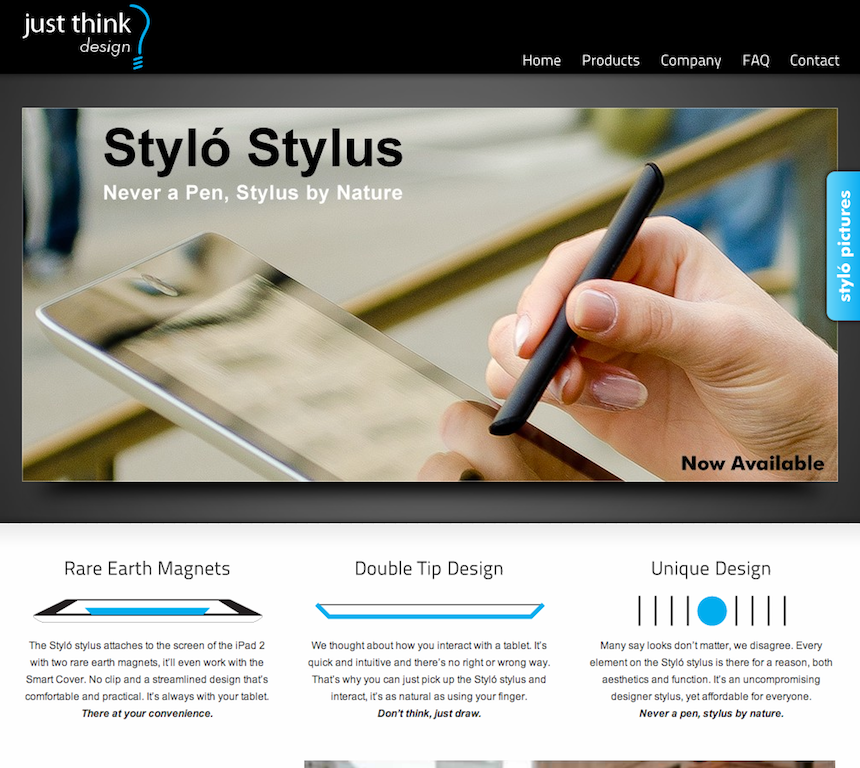 just think
design
Home Products Company FAQ Contact
Styló Stylus
Never a Pen, Stylus by Nature
styló pictures
Now Available
Rare Earth Magnets
The Styló stylus attaches to the screen of the iPad 2
with two rare earth magnets, it'll even work with the
Smart Cover. No clip and a streamlined design that's
comfortable and practical. It's always with your tablet.
There at your convenience.
Double Tip Design
We thought about how you interact with a tablet. It's
quick and intuitive and there's no right or wrong way.
That's why you can just pick up the Styló stylus and
interact, it's as natural as using your finger.
Don't think, just draw.
Unique Design
Many say looks don't matter, we disagree. Every
element on the Styló stylus is there for a reason, both
aesthetics and function. It's an uncompromising
designer stylus, yet affordable for everyone.
Never a pen, stylus by nature.